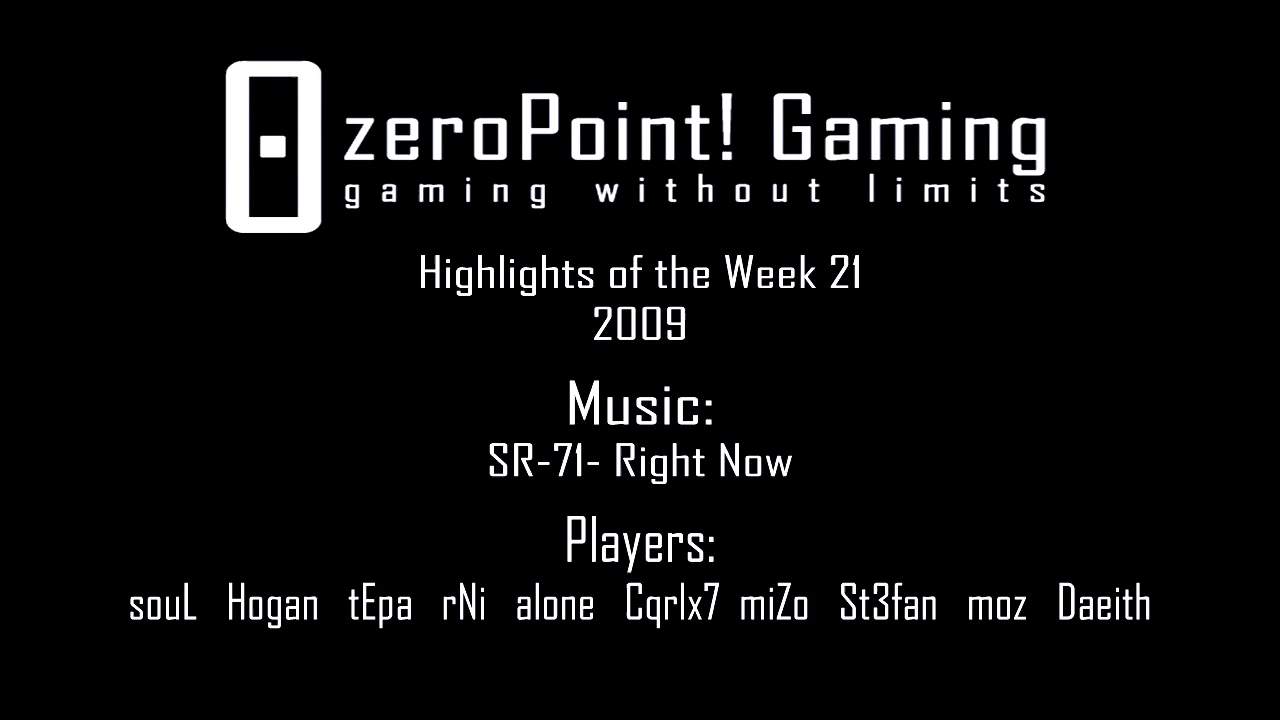 zeroPoint! Gaming
gaming without limits
Highlights of the Week 21
2009
Music:
SR-71- Right Now
Players:
souL Hogan tEpa rNi alone Cqrlx7 miZo St3fan moz Daeith